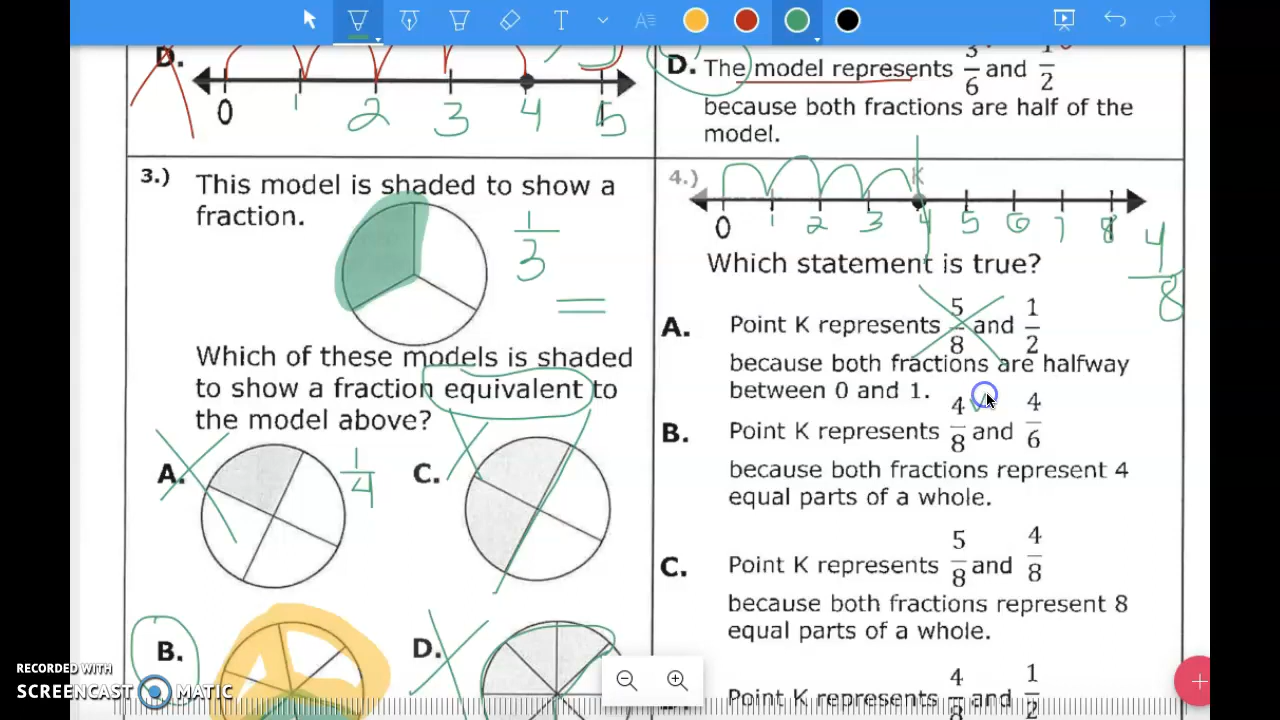 D.
0 1 2 3 4 5
D. The model represents 3/6 and 1/2
because both fractions are half of the
model.
3.) This model is shaded to show a
fraction.
1/3
=
Which of these models is shaded
to show a fraction equivalent to
the model above?
A.
1/4
C.
B.
D.
4.)
K
0 1 2 3 4 5 6 7 8
4/8
Which statement is true?
A. Point K represents 5/8 and 1/2
because both fractions are halfway
between 0 and 1.
B. Point K represents 4/8 and 4/6
because both fractions represent 4
equal parts of a whole.
C. Point K represents 5/8 and 4/8
because both fractions represent 8
equal parts of a whole.
Point K represents 4/8 and 1/2
RECORDED WITH
SCREENCAST MATIC